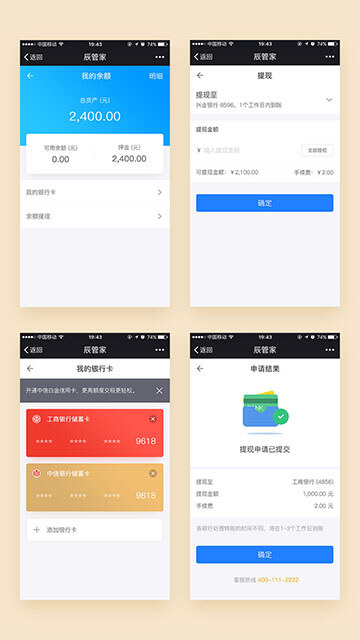 中国移动 19:43 74%
返回 辰管家
我的余额 明细
总资产 (元)
2,400.00
可用余额 (元) 押金 (元)
0.00 2,400.00
我的银行卡
余额提现
中国移动 19:43 74%
返回 辰管家
提现
提现至
兴业银行 8596，1个工作日内到账
提现金额
¥ 输入提现金额 全部提现
可提现金额：¥2,100.00 手续费：¥2.00
确定
中国移动 19:43 74%
返回 辰管家
我的银行卡
开通中信白金信用卡，更高额度交现更轻松。
工商银行储蓄卡
**** **** **** 9618
中信银行储蓄卡
**** **** **** 9618
+ 添加银行卡
中国移动 19:43 74%
返回 辰管家
申请结果
提现申请已提交
提现至 工商银行 (4856)
提现金额 1,000.00 元
手续费 2.00 元
各银行处理转账的时间不同，将在1-3个工作日到账
确定
客服热线 400-111-2222